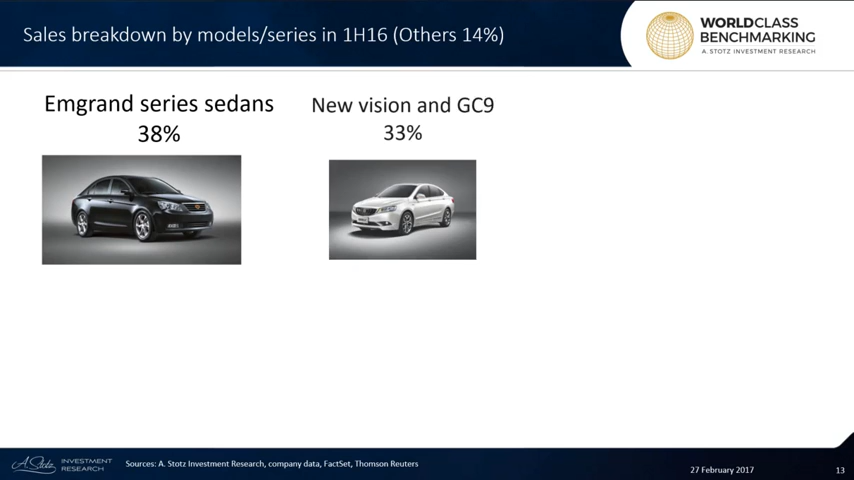 Sales breakdown by models/series in 1H16 (Others 14%)
WORLDCLASS
BENCHMARKING
A. STOTZ INVESTMENT RESEARCH
Emgrand series sedans
38%
New vision and GC9
33%
A. Stotz
INVESTMENT
RESEARCH
Sources: A. Stotz Investment Research, company data, FactSet, Thomson Reuters
27 February 2017
13